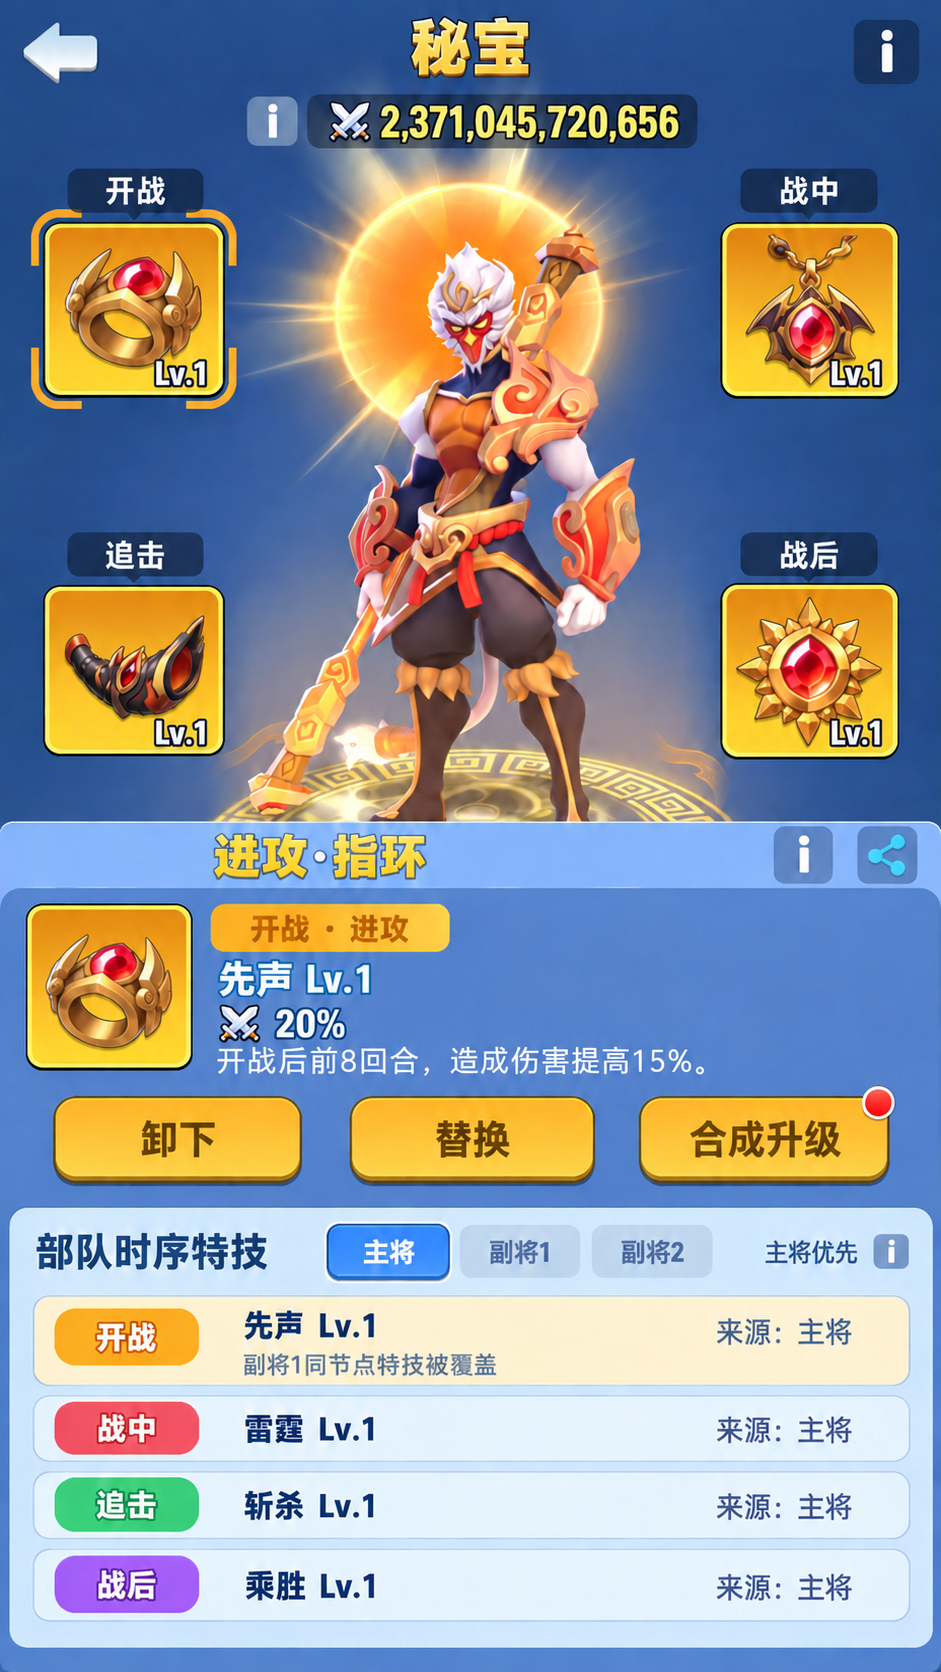 秘宝
i
i 2,371,045,720,656
开战
战中
Lv.1
Lv.1
追击
战后
Lv.1
Lv.1
进攻·指环
i
开战 · 进攻
先声 Lv.1
20%
开战后前8回合，造成伤害提高15%。
卸下
替换
合成升级
部队时序特技
主将
副将1
副将2
主将优先 i
开战
先声 Lv.1
来源：主将
副将1同节点特技被覆盖
战中
雷霆 Lv.1
来源：主将
追击
斩杀 Lv.1
来源：主将
战后
乘胜 Lv.1
来源：主将